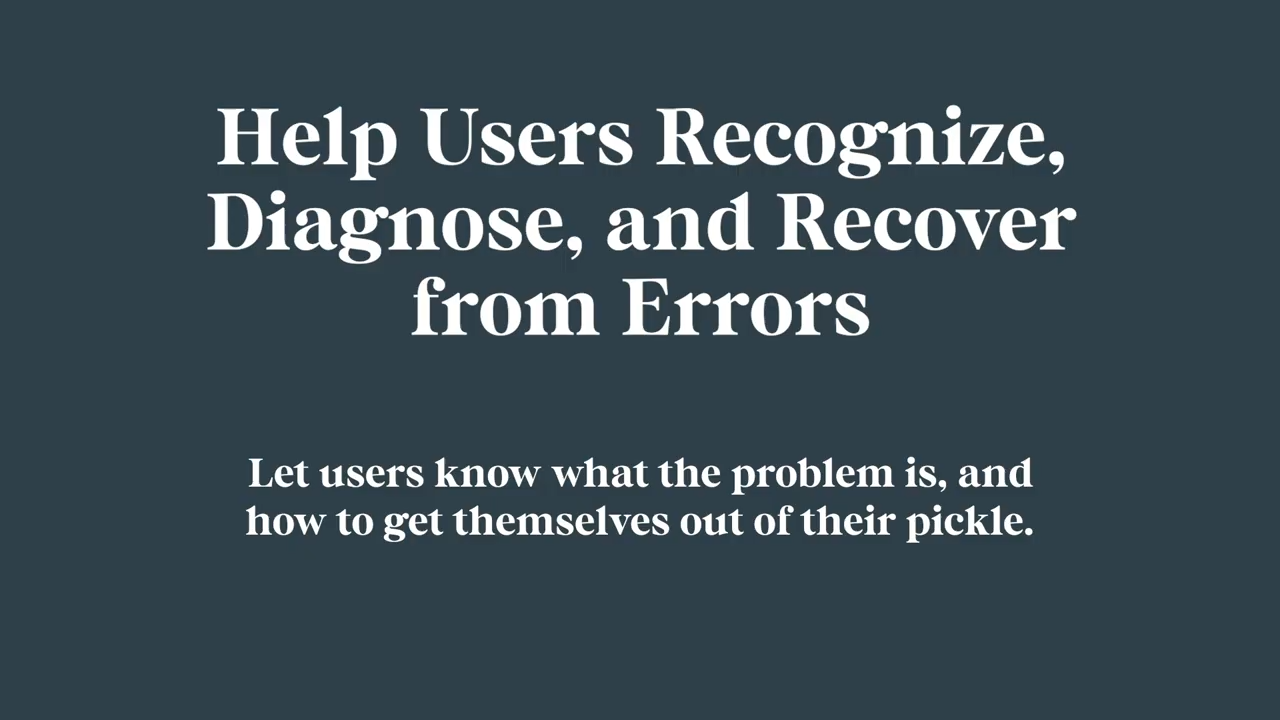 Help Users Recognize,
Diagnose, and Recover
from Errors
Let users know what the problem is, and
how to get themselves out of their pickle.